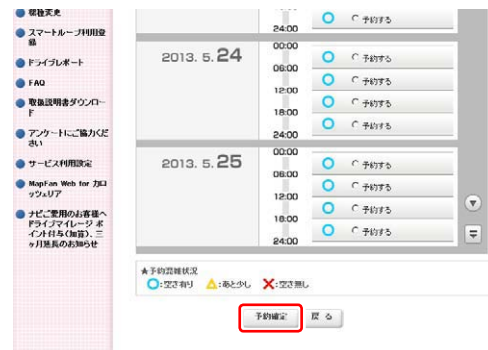 機種変更
スマートループ利用登
録
ドライブレポート
FAQ
取扱説明書ダウンロー
ド
アンケートにご協力くだ
さい
サービス利用設定
MapFan Web for カロ
ッツェリア
ナビご愛用のお客様へ
ドライブマイレージ ポ
イント付与(加算)、三
ヶ月延長のお知らせ
24:00
予約する
2013. 5. 24
00:00
予約する
06:00
予約する
12:00
予約する
18:00
予約する
24:00
2013. 5. 25
00:00
予約する
06:00
予約する
12:00
予約する
18:00
予約する
24:00
★予約混雑状況
○:空き有り △:あと少し ×:空き無し
予約確定 戻 る